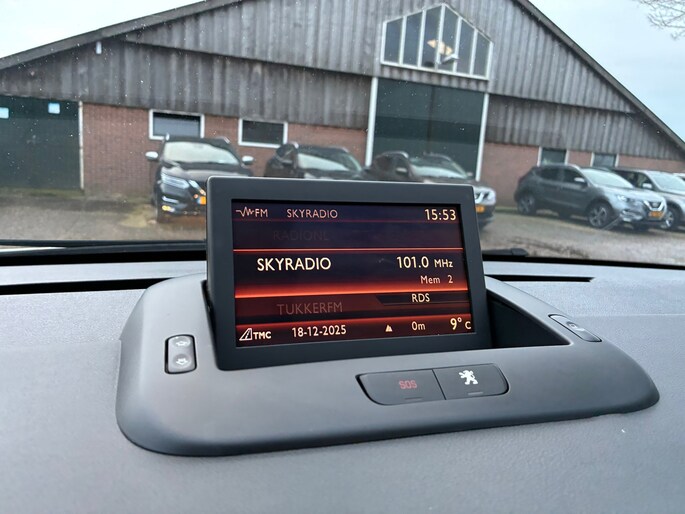 FM SKYRADIO 15:53
SKYRADIO 101.0 MHz
Mem 2
TUKKERFM RDS
TMC 18-12-2025 0m 9°C
SOS